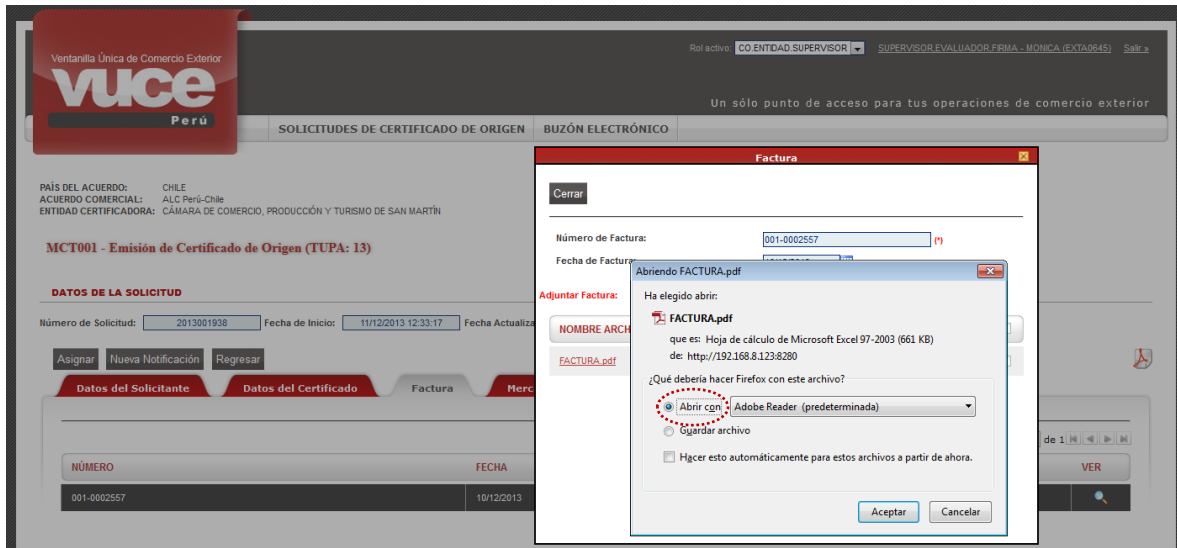 Ventanilla Única de Comercio Exterior
vuce
Perú
Rol activo: CO.ENTIDAD.SUPERVISOR SUPERVISOR.EVALUADOR.FIRMA - MONICA (EXTA0645) Salir »
Un sólo punto de acceso para tus operaciones de comercio exterior
SOLICITUDES DE CERTIFICADO DE ORIGEN BUZÓN ELECTRÓNICO
PAÍS DEL ACUERDO: CHILE
ACUERDO COMERCIAL: ALC Perú-Chile
ENTIDAD CERTIFICADORA: CÁMARA DE COMERCIO, PRODUCCIÓN Y TURISMO DE SAN MARTÍN
MCT001 - Emisión de Certificado de Origen (TUPA: 13)
DATOS DE LA SOLICITUD
Número de Solicitud: 2013001938 Fecha de Inicio: 11/12/2013 12:33:17 Fecha Actualiza
Asignar Nueva Notificación Regresar
Datos del Solicitante Datos del Certificado Factura Merc
de 1
NÚMERO FECHA VER
001-0002557 10/12/2013
Factura
Cerrar
Número de Factura: 001-0002557 (*)
Fecha de Factura:
Adjuntar Factura:
NOMBRE ARCH
FACTURA.pdf
Abriendo FACTURA.pdf
Ha elegido abrir:
FACTURA.pdf
que es: Hoja de cálculo de Microsoft Excel 97-2003 (661 KB)
de: http://192.168.8.123:8280
¿Qué debería hacer Firefox con este archivo?
Abrir con Adobe Reader (predeterminada)
Guardar archivo
Hacer esto automáticamente para estos archivos a partir de ahora.
Aceptar Cancelar